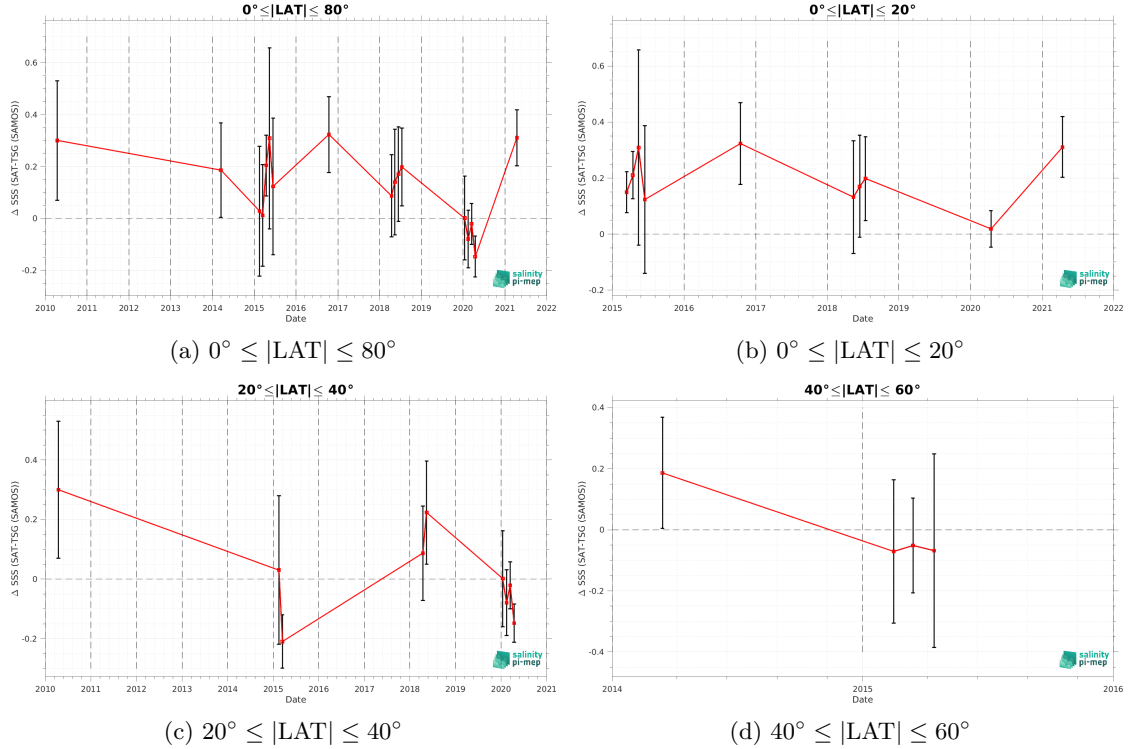 0°≤|LAT|≤ 80°
Δ SSS (SAT-TSG (SAMOS))
0.6
0.4
0.2
0
-0.2
2010 2011 2012 2013 2014 2015 2016 2017 2018 2019 2020 2021 2022
Date
salinity
pi-mep
(a) 0° ≤ |LAT| ≤ 80°
0°≤|LAT|≤ 20°
Δ SSS (SAT-TSG (SAMOS))
0.6
0.4
0.2
0
-0.2
2015 2016 2017 2018 2019 2020 2021 2022
Date
salinity
pi-mep
(b) 0° ≤ |LAT| ≤ 20°
20°≤|LAT|≤ 40°
Δ SSS (SAT-TSG (SAMOS))
0.4
0.2
0
-0.2
2010 2011 2012 2013 2014 2015 2016 2017 2018 2019 2020 2021
Date
salinity
pi-mep
(c) 20° ≤ |LAT| ≤ 40°
40°≤|LAT|≤ 60°
Δ SSS (SAT-TSG (SAMOS))
0.4
0.2
0
-0.2
-0.4
2014 2015 2016
Date
salinity
pi-mep
(d) 40° ≤ |LAT| ≤ 60°